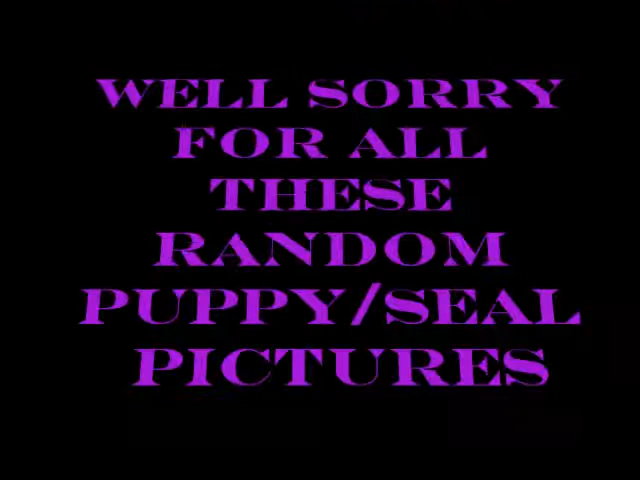 WELL SORRY
FOR ALL
THESE
RANDOM
PUPPY/SEAL
PICTURES